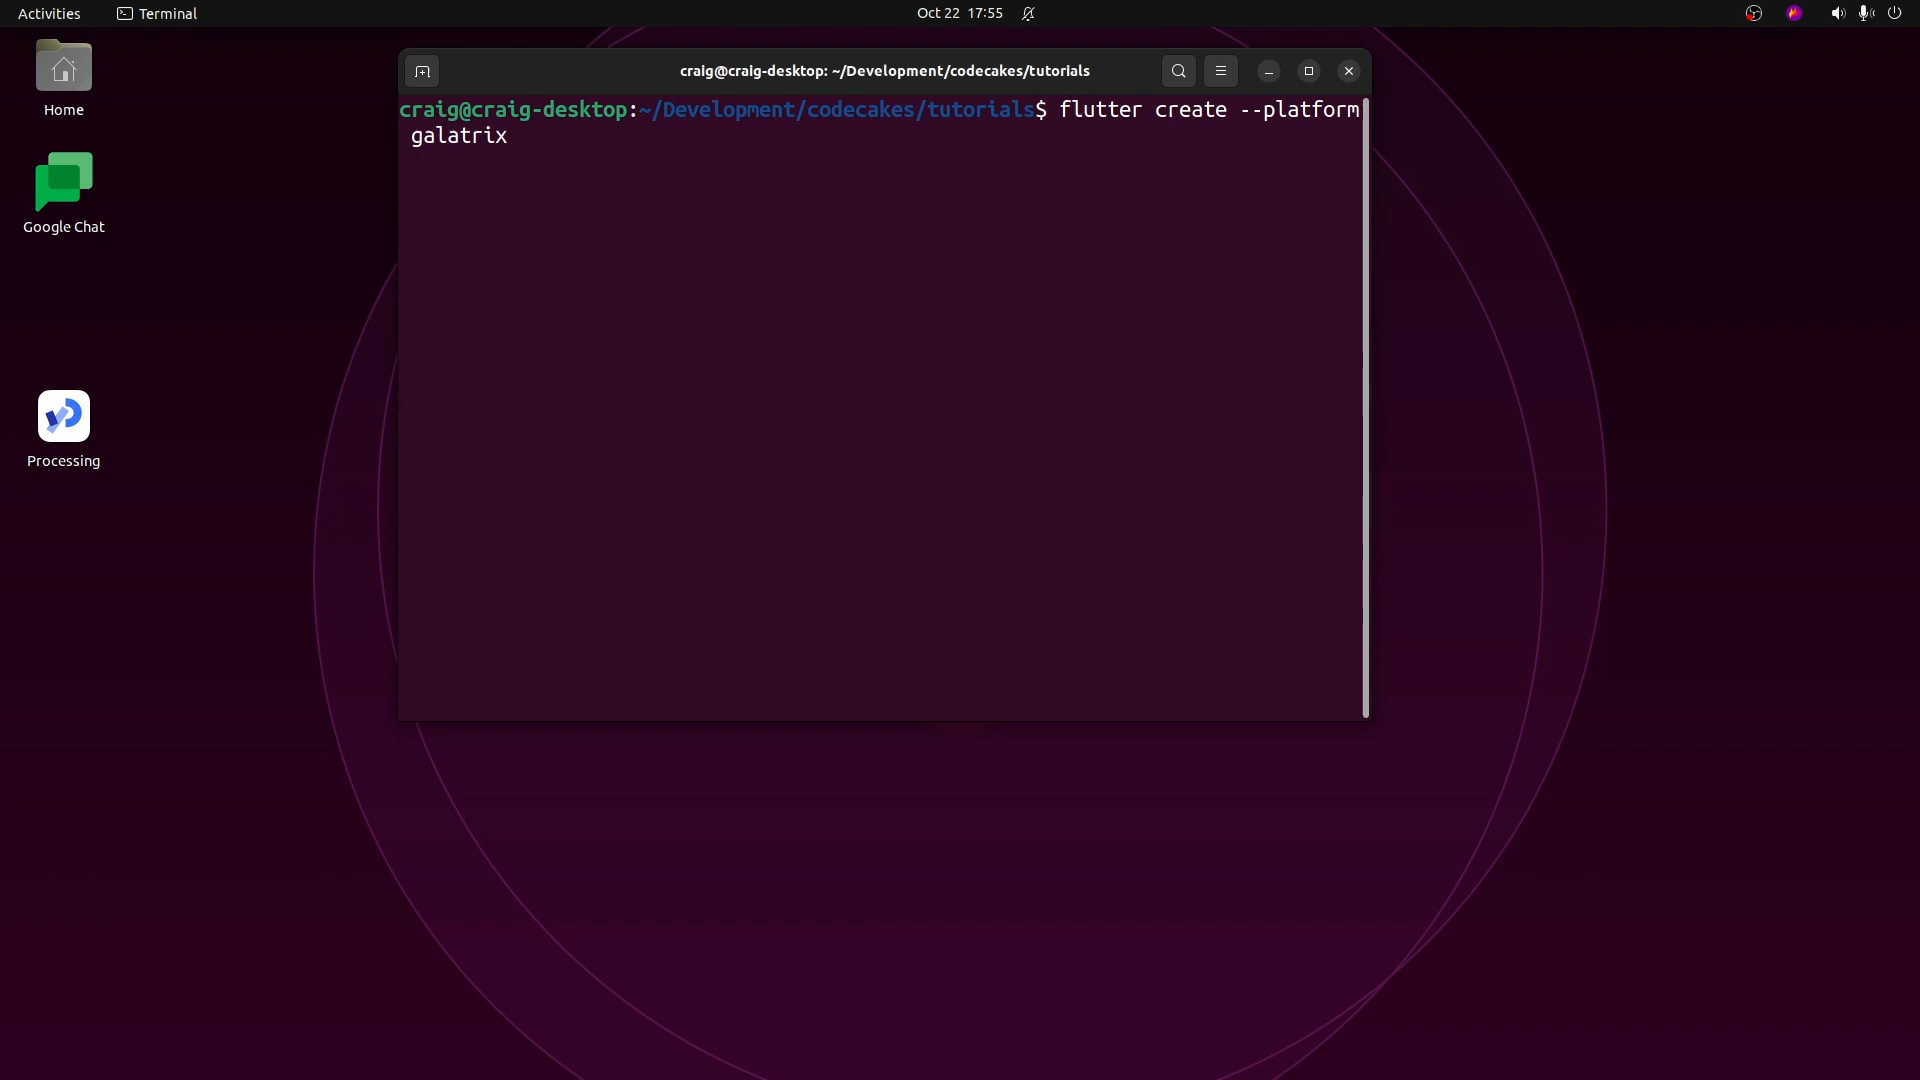 Activities
Terminal
Oct 22 17:55
Home
Google Chat
Processing
craig@craig-desktop: ~/Development/codecakes/tutorials
craig@craig-desktop:~/Development/codecakes/tutorials$ flutter create --platform
galatrix